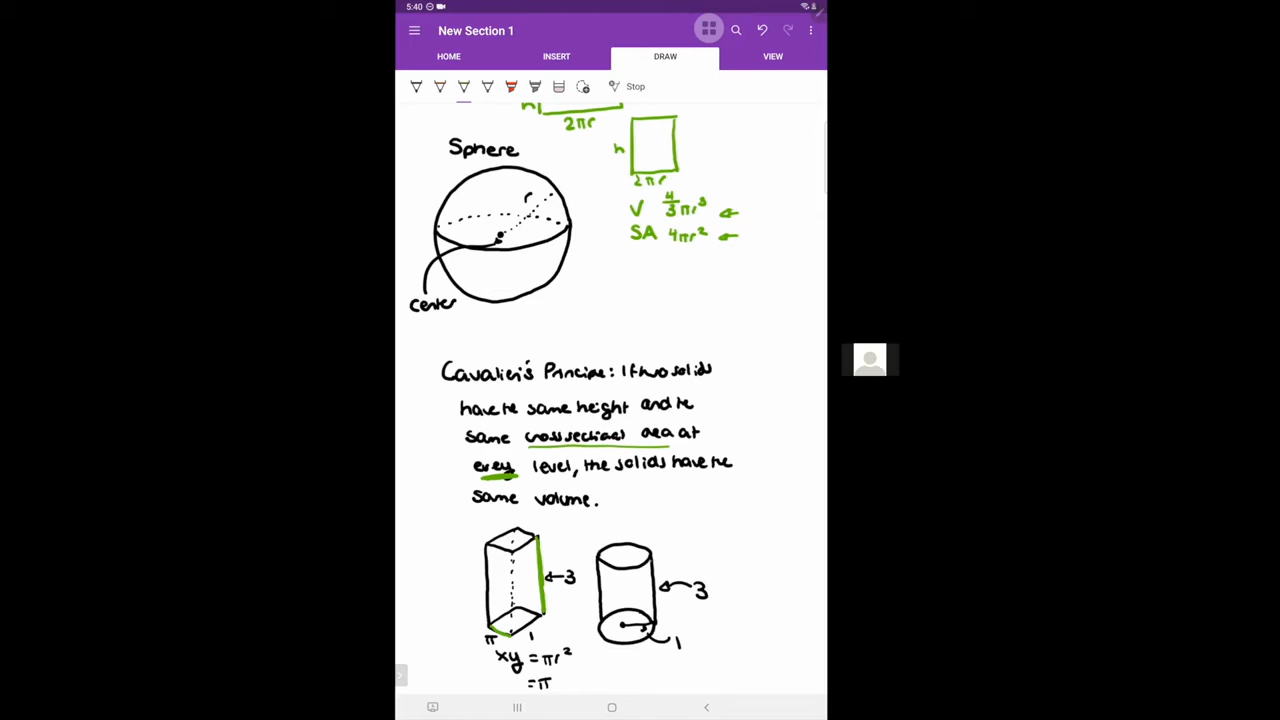 5:40
New Section 1
HOME INSERT DRAW VIEW
Stop
h
2πr
h
2πr
Sphere
r
V 4/3 πr³ ←
SA 4πr² ←
Center
Cavalieri's Principle: If two solids
have the same height and the
same cross sectional area at
every level, the solids have the
same volume.
←3
←3
π 1
1
xy = πr²
= π